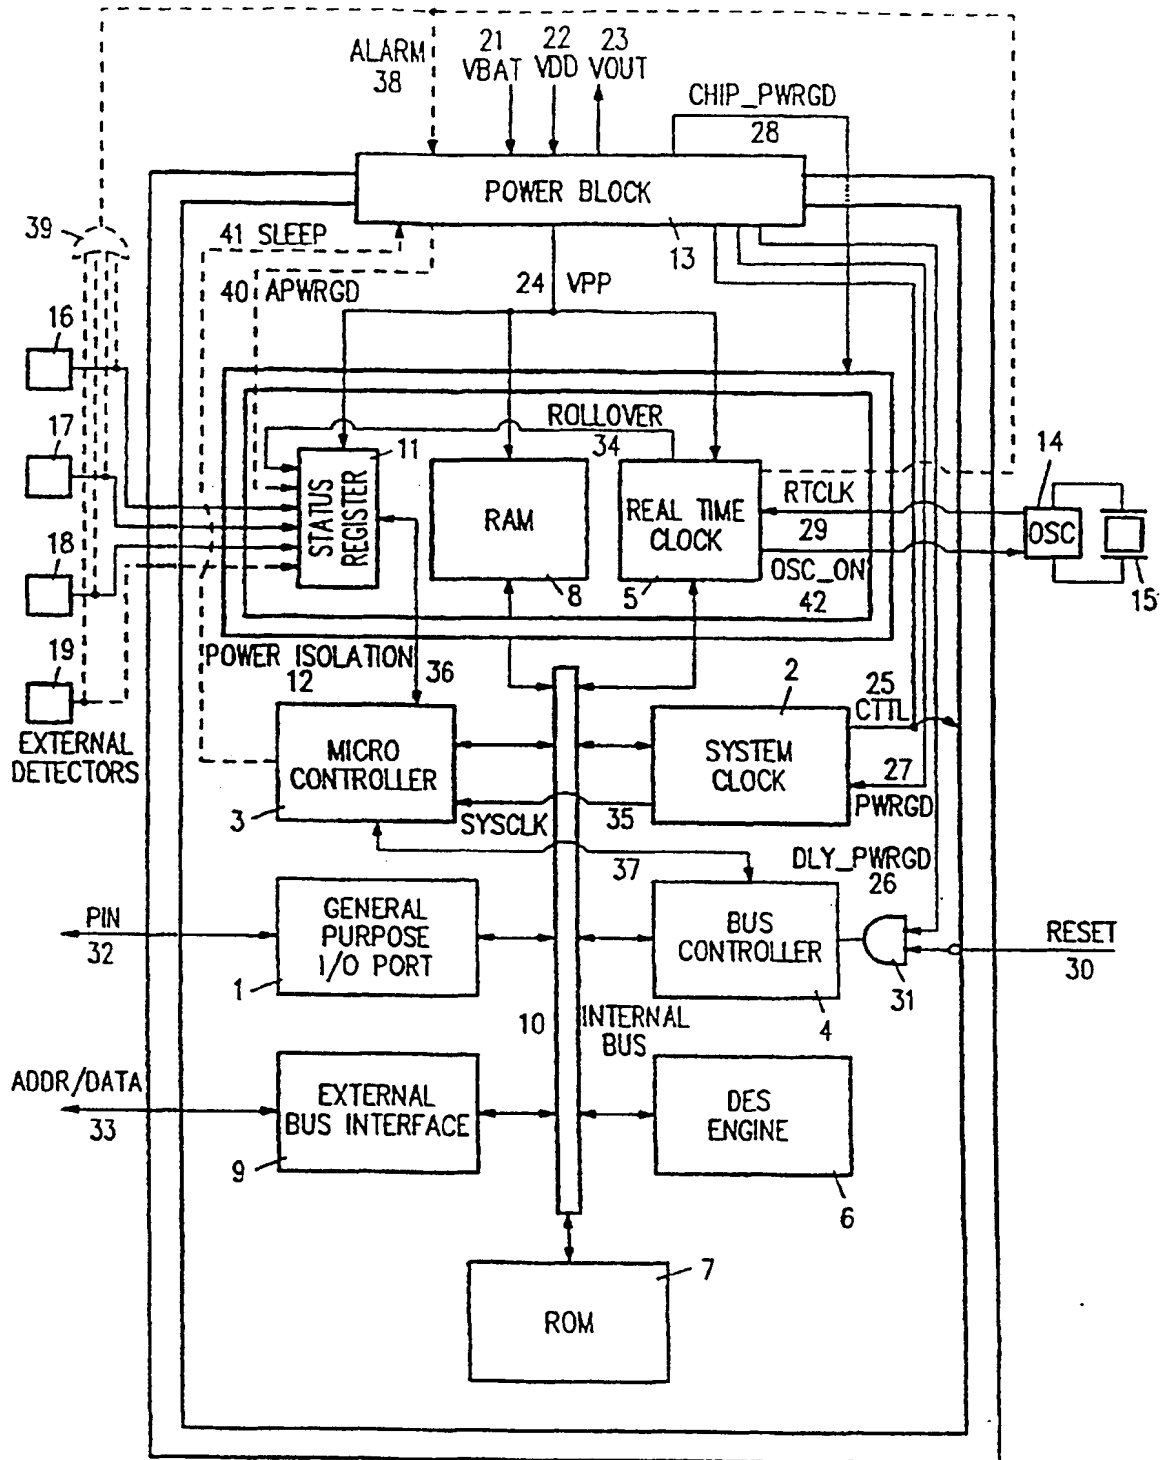 21 22 23
ALARM
38
VBAT VDD VOUT
CHIP_PWRGD
28
POWER BLOCK
13
39
41 SLEEP
40 APWRGD
24 VPP
16
17
18
19
EXTERNAL
DETECTORS
ROLLOVER
34
11
STATUS
REGISTER
RAM
8
REAL TIME
CLOCK
5
RTCLK
29
OSC_ON
42
14
OSC
15
POWER ISOLATION
12
36
MICRO
CONTROLLER
3
SYSCLK
35
37
2
SYSTEM
CLOCK
25
CTTL
27
PWRGD
DLY_PWRGD
26
PIN
32
GENERAL
PURPOSE
I/O PORT
1
BUS
CONTROLLER
4
31
RESET
30
10
INTERNAL
BUS
ADDR/DATA
33
EXTERNAL
BUS INTERFACE
9
DES
ENGINE
6
7
ROM